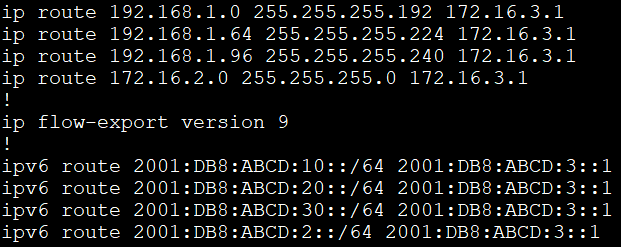 ip route 192.168.1.0 255.255.255.192 172.16.3.1
ip route 192.168.1.64 255.255.255.224 172.16.3.1
ip route 192.168.1.96 255.255.255.240 172.16.3.1
ip route 172.16.2.0 255.255.255.0 172.16.3.1
!
ip flow-export version 9
!
ipv6 route 2001:DB8:ABCD:10::/64 2001:DB8:ABCD:3::1
ipv6 route 2001:DB8:ABCD:20::/64 2001:DB8:ABCD:3::1
ipv6 route 2001:DB8:ABCD:30::/64 2001:DB8:ABCD:3::1
ipv6 route 2001:DB8:ABCD:2::/64 2001:DB8:ABCD:3::1